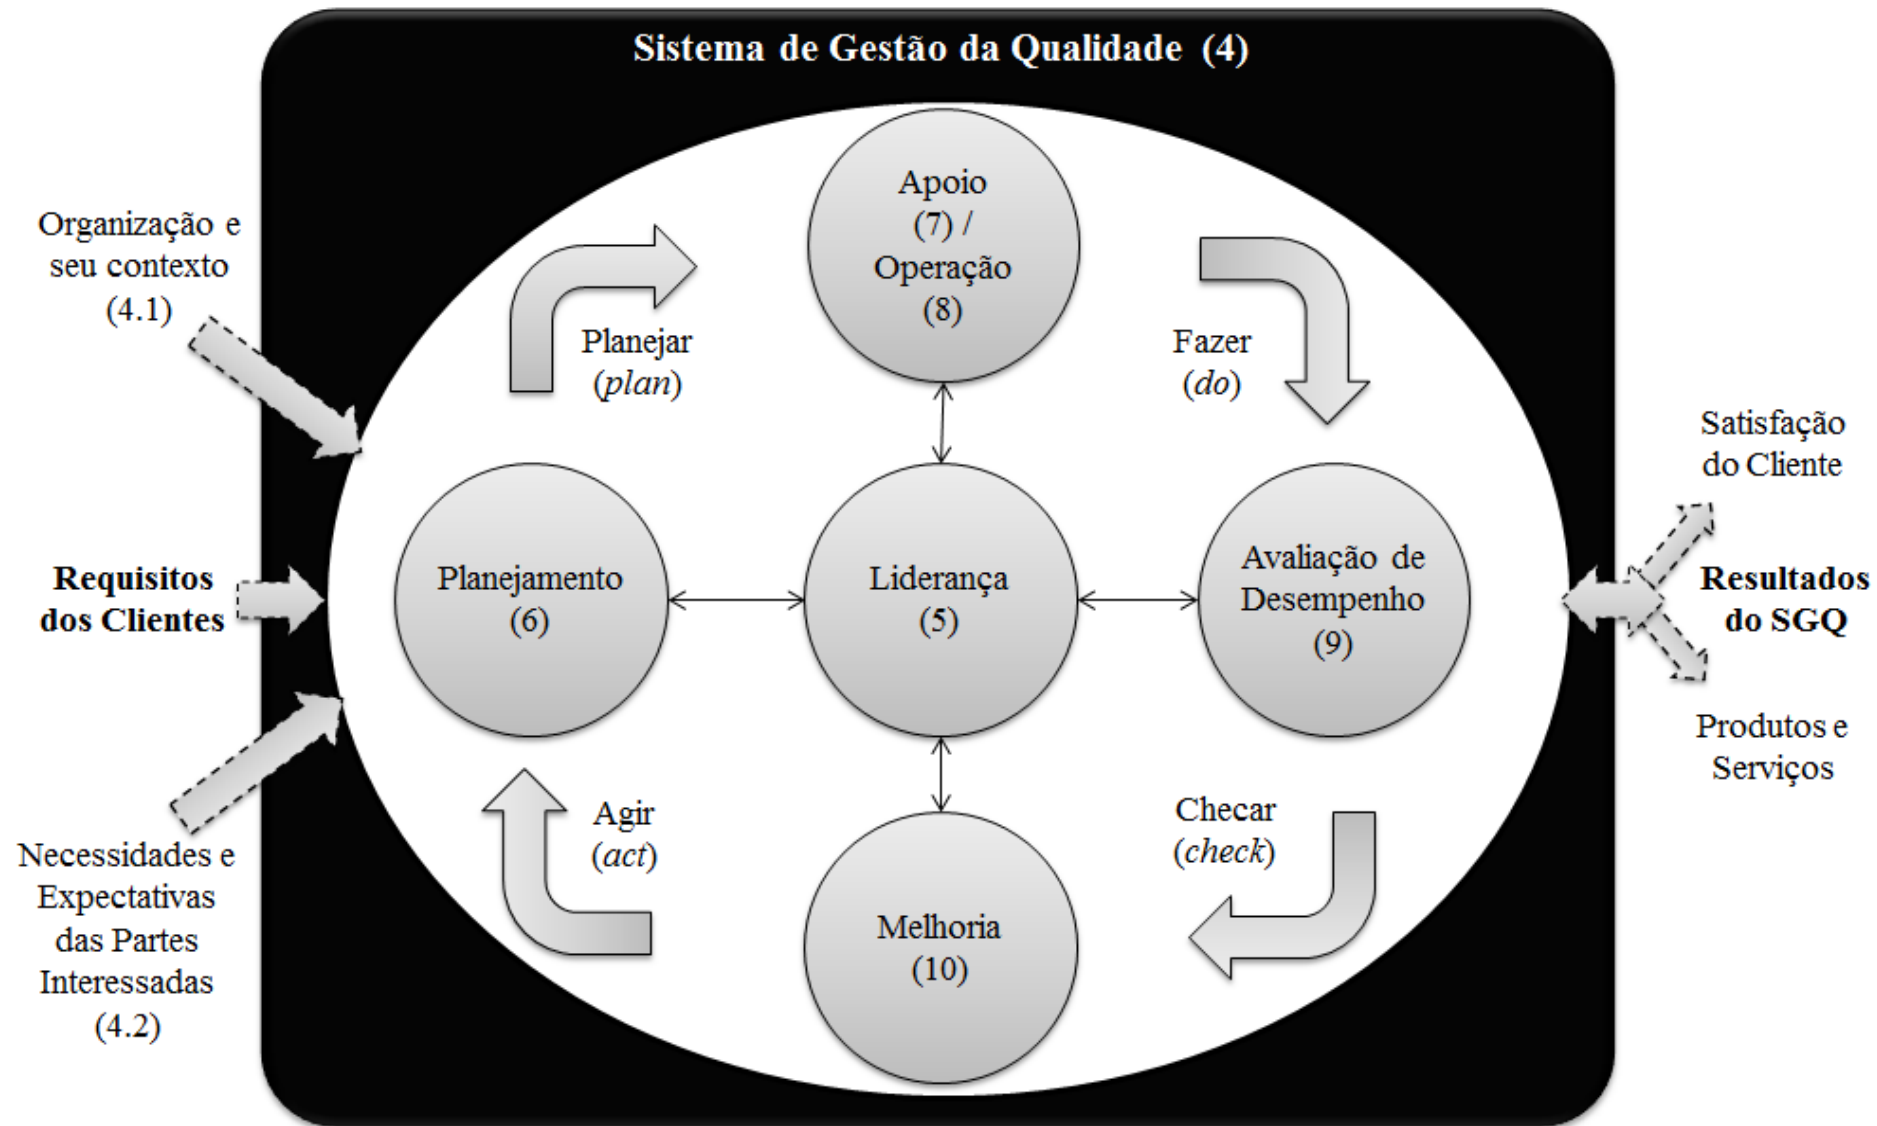 Sistema de Gestão da Qualidade (4)
Organização e
seu contexto
(4.1)
Requisitos
dos Clientes
Necessidades e
Expectativas
das Partes
Interessadas
(4.2)
Planejar
(plan)
Apoio
(7) /
Operação
(8)
Fazer
(do)
Planejamento
(6)
Liderança
(5)
Avaliação de
Desempenho
(9)
Agir
(act)
Melhoria
(10)
Checar
(check)
Satisfação
do Cliente
Resultados
do SGQ
Produtos e
Serviços